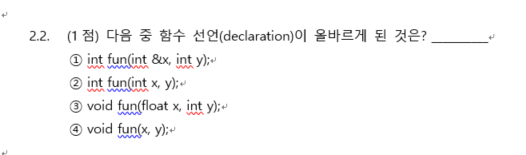 2.2. (1 점) 다음 중 함수 선언(declaration)이 올바르게 된 것은? __________
① int fun(int &x, int y);
② int fun(int x, y);
③ void fun(float x, int y);
④ void fun(x, y);